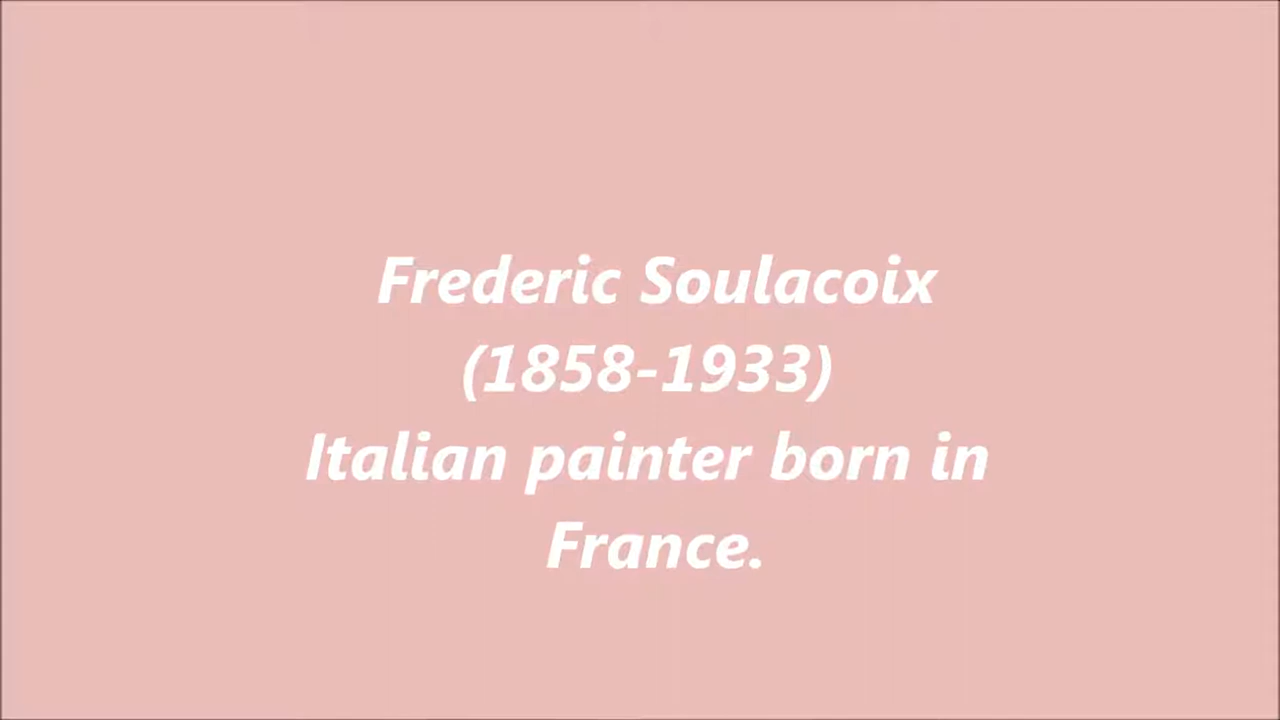 Frederic Soulacoix
(1858-1933)
Italian painter born in
France.